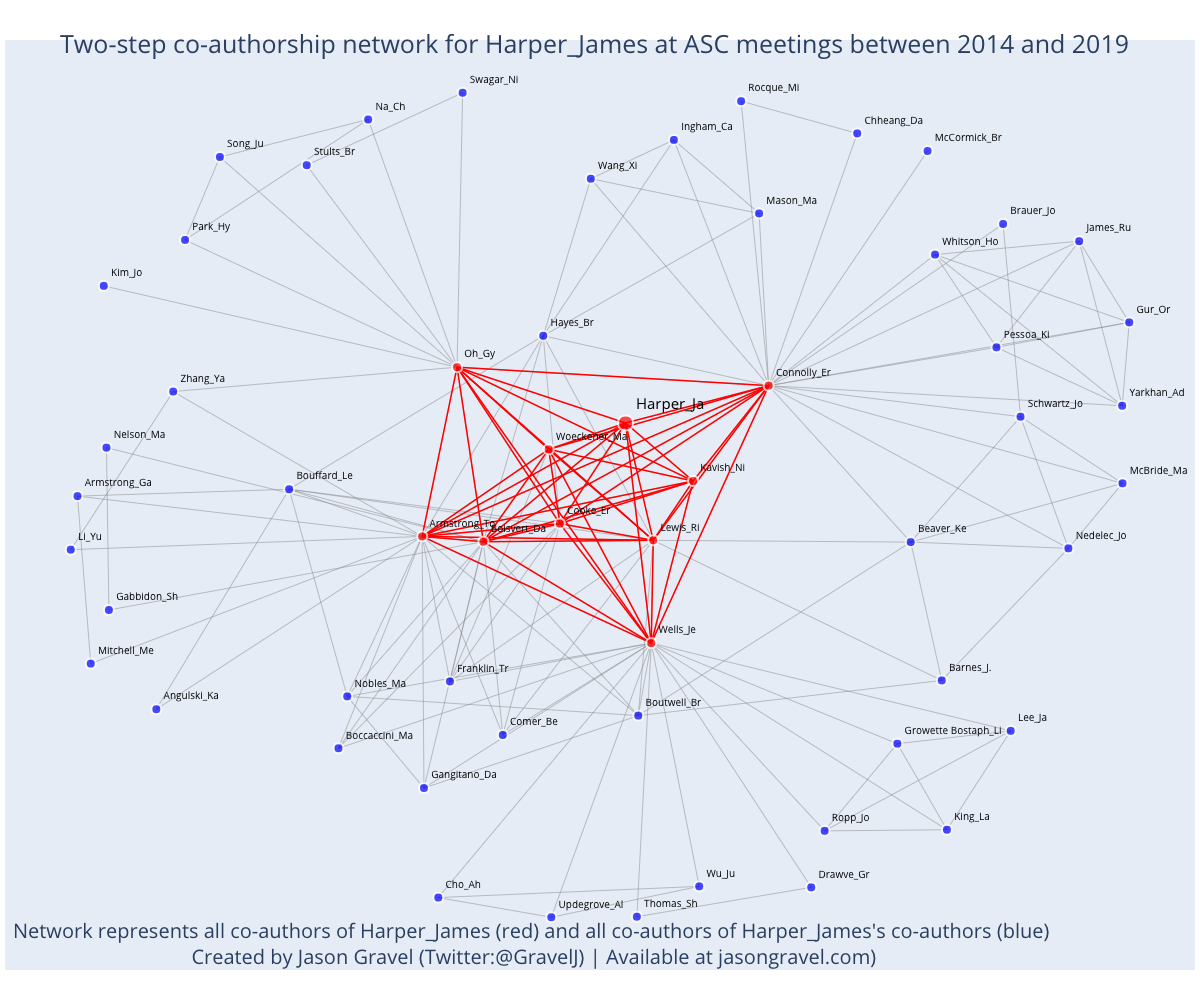 Two-step co-authorship network for Harper_James at ASC meetings between 2014 and 2019
Swagar_Ni
Rocque_Mi
Na_Ch
Chheang_Da
Ingham_Ca
McCormick_Br
Song_Ju
Stults_Br
Wang_Xi
Mason_Ma
Brauer_Jo
Park_Hy
James_Ru
Whitson_Ho
Kim_Jo
Gur_Or
Hayes_Br
Pessoa_Ki
Oh_Gy
Connolly_Er
Zhang_Ya
Yarkhan_Ad
Harper_Ja
Schwartz_Jo
Nelson_Ma
Woeckener_Ma
Kavish_Ni
McBride_Ma
Bouffard_Le
Armstrong_Ga
Cooke_Er
Armstrong_To
Boisvert_Da
Lewis_Ri
Beaver_Ke
Li_Yu
Nedelec_Jo
Gabbidon_Sh
Wells_Je
Mitchell_Me
Franklin_Tr
Barnes_J.
Nobles_Ma
Angulski_Ka
Boutwell_Br
Lee_Ja
Comer_Be
Growette Bostaph_Li
Boccaccini_Ma
Gangitano_Da
Ropp_Jo
King_La
Wu_Ju
Drawve_Gr
Cho_Ah
Updegrove_Al
Thomas_Sh
Network represents all co-authors of Harper_James (red) and all co-authors of Harper_James's co-authors (blue)
Created by Jason Gravel (Twitter:@GravelJ) | Available at jasongravel.com)